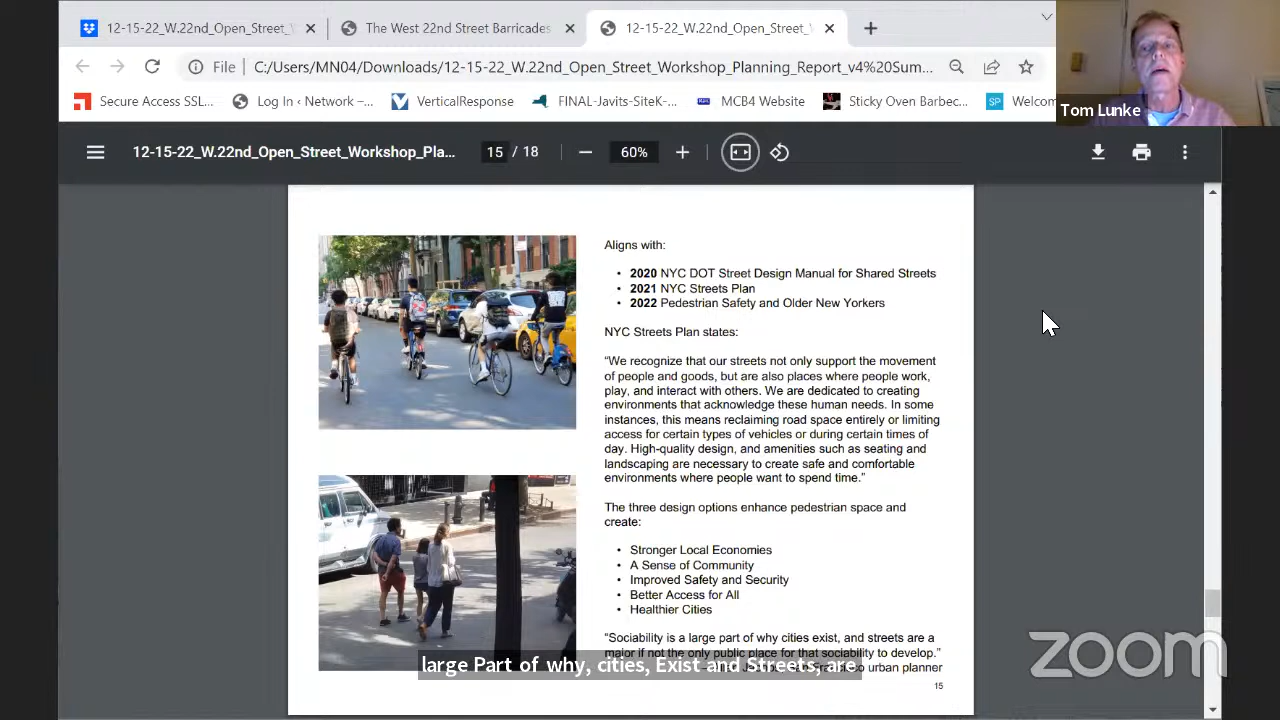 12-15-22_W.22nd_Open_Street_
The West 22nd Street Barricades
12-15-22_W.22nd_Open_Street_
File
C:/Users/MN04/Downloads/12-15-22_W.22nd_Open_Street_Workshop_Planning_Report_v4%20Sum...
Secure Access SSL...
Log In ‹ Network –...
VerticalResponse
FINAL-Javits-SiteK-...
MCB4 Website
Sticky Oven Barbec...
SP
Welcom
Tom Lunke
12-15-22_W.22nd_Open_Street_Workshop_Pla...
15 / 18
60%
Aligns with:
• 2020 NYC DOT Street Design Manual for Shared Streets
• 2021 NYC Streets Plan
• 2022 Pedestrian Safety and Older New Yorkers
NYC Streets Plan states:
“We recognize that our streets not only support the movement
of people and goods, but are also places where people work,
play, and interact with others. We are dedicated to creating
environments that acknowledge these human needs. In some
instances, this means reclaiming road space entirely or limiting
access for certain types of vehicles or during certain times of
day. High-quality design, and amenities such as seating and
landscaping are necessary to create safe and comfortable
environments where people want to spend time.”
The three design options enhance pedestrian space and
create:
• Stronger Local Economies
• A Sense of Community
• Improved Safety and Security
• Better Access for All
• Healthier Cities
“Sociability is a large part of why cities exist, and streets are a
major if not the only public place for that sociability to develop.”
urban planner
large Part of why, cities, Exist and Streets, are
15
zoom